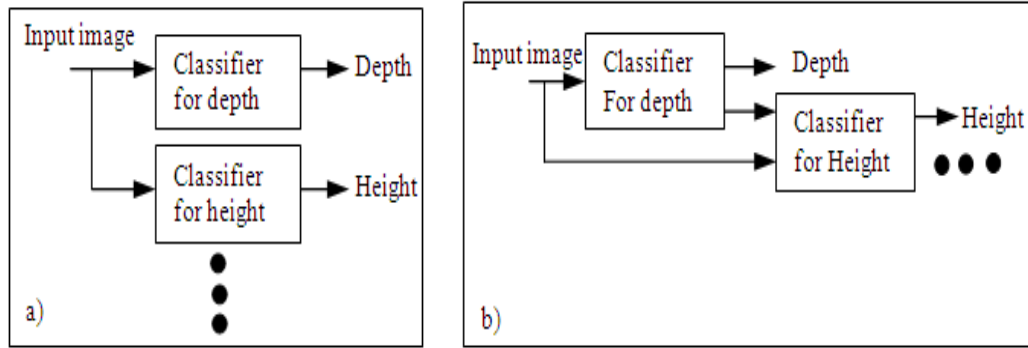 Input image
Classifier
for depth
Depth
Classifier
for height
Height
a)
Input image
Classifier
For depth
Depth
Classifier
for Height
Height
b)